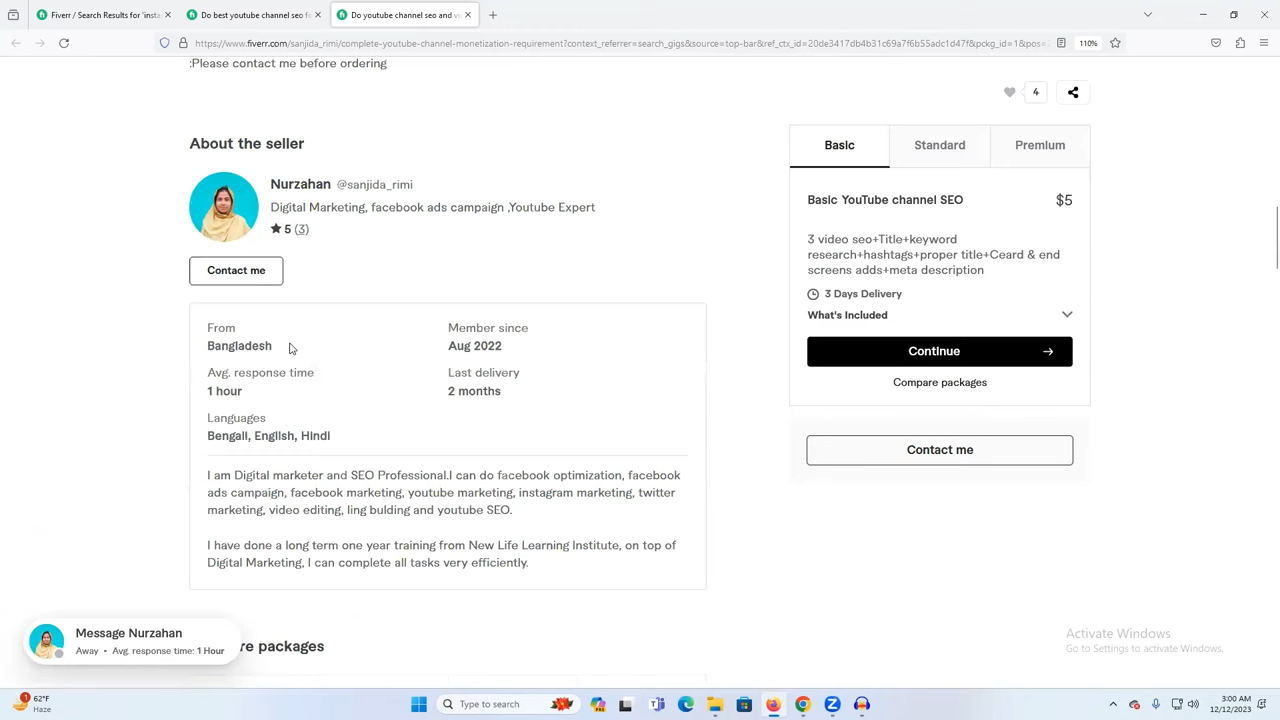 Fiverr / Search Results for 'insta
Do best youtube channel seo f
Do youtube channel seo and v
https://www.fiverr.com/sanjida_rimi/complete-youtube-channel-monetization-requirement?context_referrer=search_gigs&source=top-bar&ref_ctx_id=20de3417db4b31c69a7f6b55adc1d47f&pckg_id=1&pos=
110%
:Please contact me before ordering
4
About the seller
Nurzahan @sanjida_rimi
Digital Marketing, facebook ads campaign ,Youtube Expert
5 (3)
Contact me
From
Bangladesh
Member since
Aug 2022
Avg. response time
1 hour
Last delivery
2 months
Languages
Bengali, English, Hindi
I am Digital marketer and SEO Professional.I can do facebook optimization, facebook
ads campaign, facebook marketing, youtube marketing, instagram marketing, twitter
marketing, video editing, ling bulding and youtube SEO.
I have done a long term one year training from New Life Learning Institute, on top of
Digital Marketing, I can complete all tasks very efficiently.
Basic Standard Premium
Basic YouTube channel SEO $5
3 video seo+Title+keyword
research+hashtags+proper title+Ceard & end
screens adds+meta description
3 Days Delivery
What's Included
Continue
Compare packages
Contact me
Message Nurzahan
Away • Avg. response time: 1 Hour
re packages
Activate Windows
Go to Settings to activate Windows.
1
62°F
Haze
Type to search
3:00 AM
12/12/2023